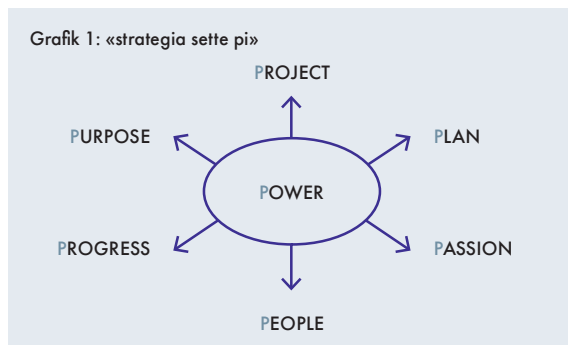 Grafik 1: «strategia sette pi»
PROJECT
PURPOSE
PLAN
POWER
PROGRESS
PASSION
PEOPLE